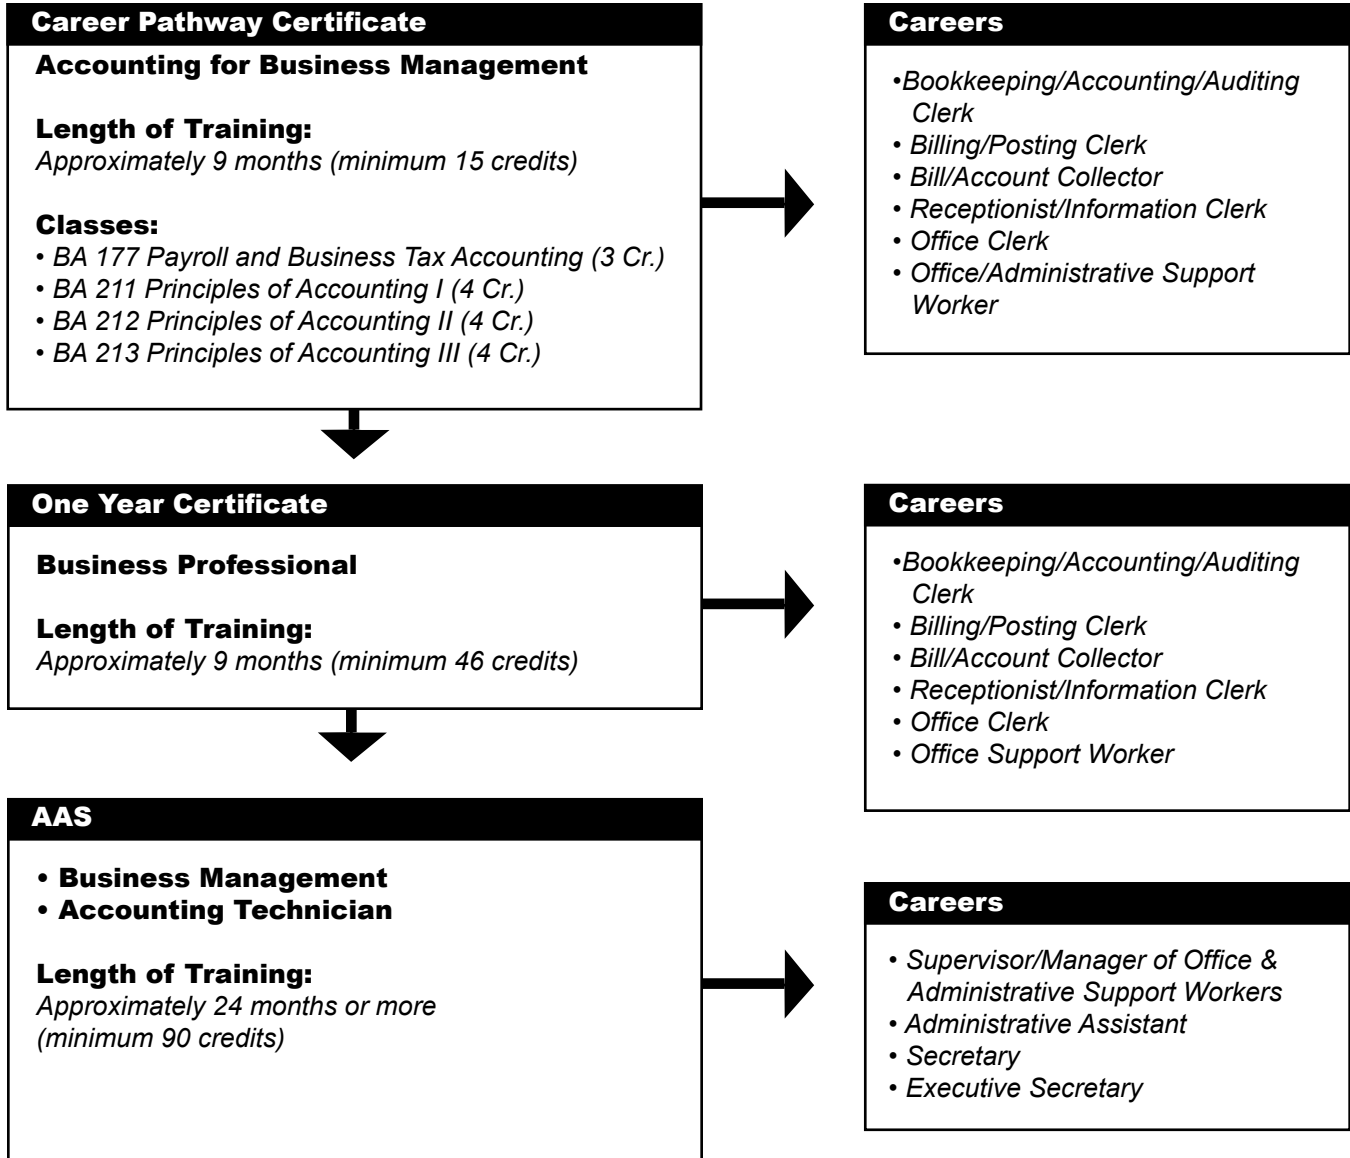 Career Pathway Certificate
Accounting for Business Management
Length of Training:
Approximately 9 months (minimum 15 credits)
Classes:
• BA 177 Payroll and Business Tax Accounting (3 Cr.)
• BA 211 Principles of Accounting I (4 Cr.)
• BA 212 Principles of Accounting II (4 Cr.)
• BA 213 Principles of Accounting III (4 Cr.)
Careers
•Bookkeeping/Accounting/Auditing
Clerk
• Billing/Posting Clerk
• Bill/Account Collector
• Receptionist/Information Clerk
• Office Clerk
• Office/Administrative Support
Worker
One Year Certificate
Business Professional
Length of Training:
Approximately 9 months (minimum 46 credits)
Careers
•Bookkeeping/Accounting/Auditing
Clerk
• Billing/Posting Clerk
• Bill/Account Collector
• Receptionist/Information Clerk
• Office Clerk
• Office Support Worker
AAS
• Business Management
• Accounting Technician
Length of Training:
Approximately 24 months or more
(minimum 90 credits)
Careers
• Supervisor/Manager of Office &
Administrative Support Workers
• Administrative Assistant
• Secretary
• Executive Secretary